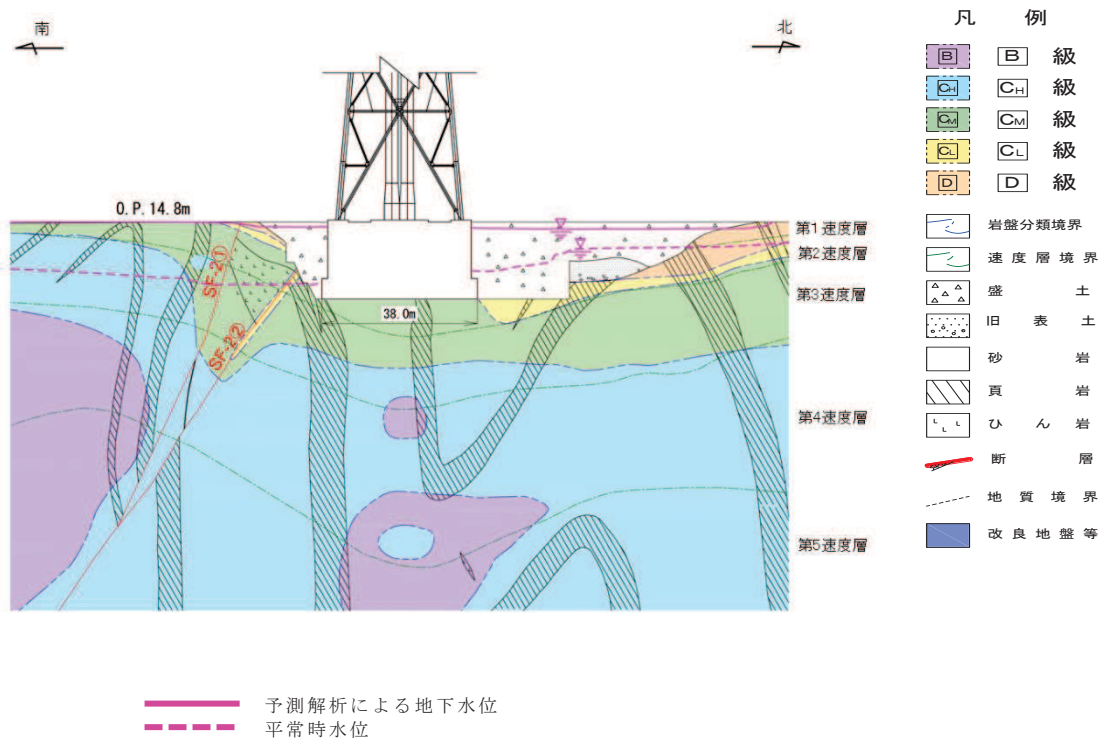 南
北
O.P.14.8m
SF-2①
SF-2②
38.0m
第1速度層
第2速度層
第3速度層
第4速度層
第5速度層
凡 例
B B 級
CH CH 級
CM CM 級
CL CL 級
D D 級
岩盤分類境界
速度層境界
盛土
旧表土
砂岩
頁岩
ひん岩
断層
地質境界
改良地盤等
予測解析による地下水位
平常時水位